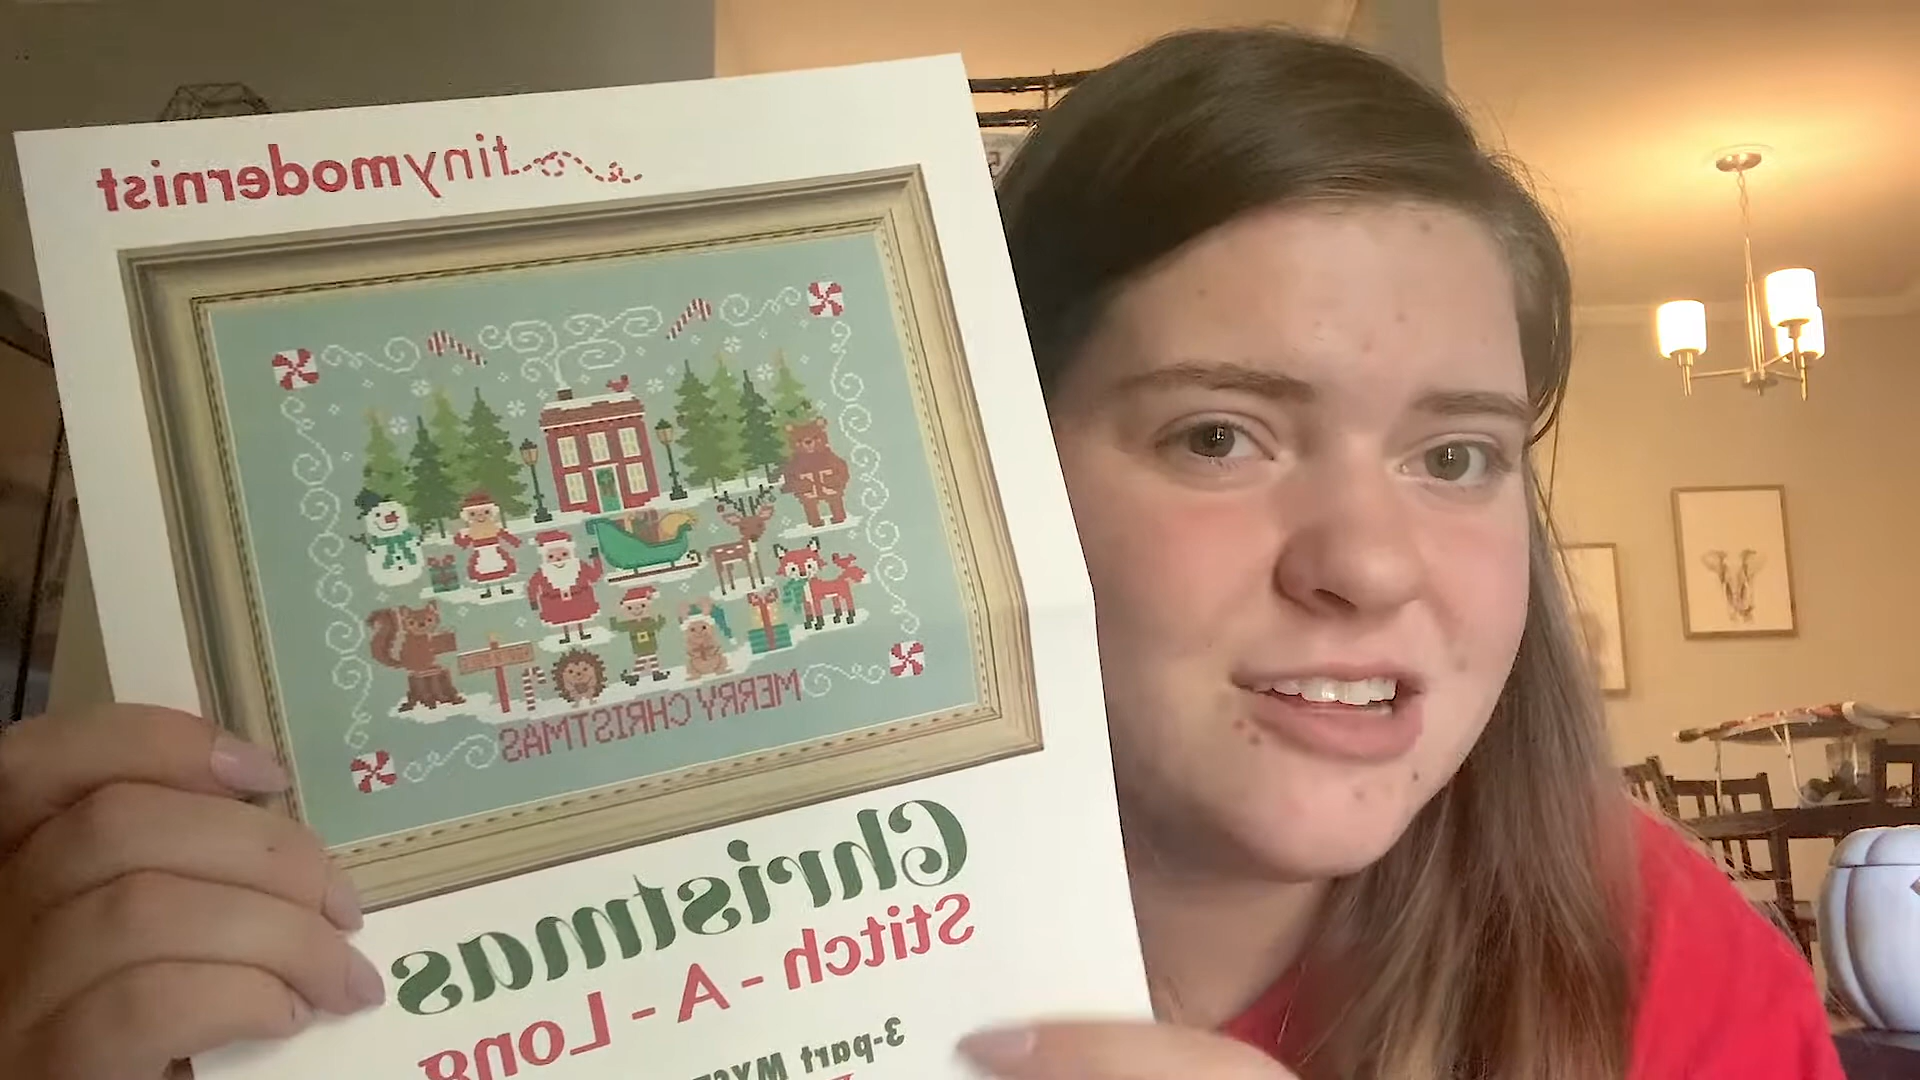 tinymodernist
MERRY CHRISTMAS
Christmas
Stitch - A - Long
3-part